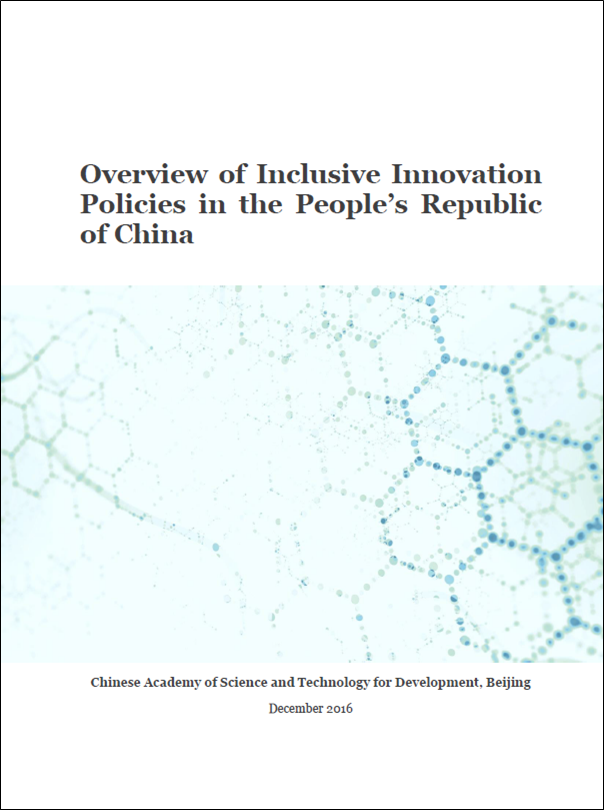 Overview of Inclusive Innovation
Policies in the People’s Republic
of China
Chinese Academy of Science and Technology for Development, Beijing
December 2016